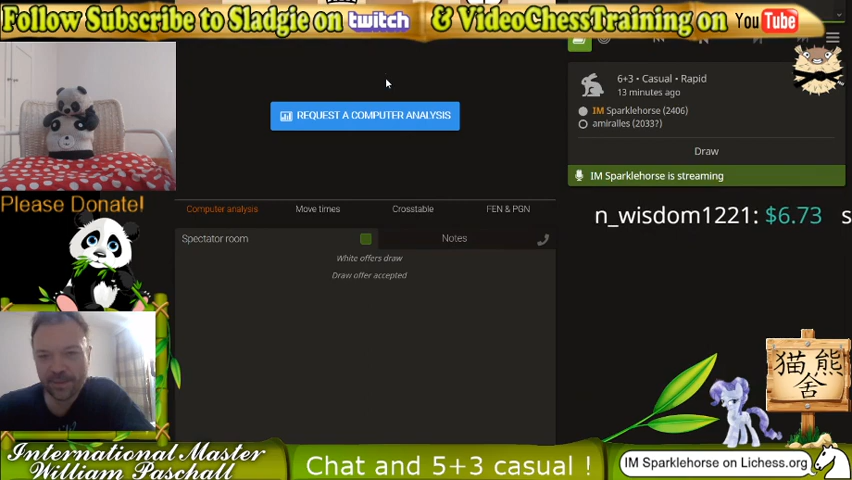 Follow Subscribe to Sladgie on twitch & VideoChessTraining on YouTube
REQUEST A COMPUTER ANALYSIS
6+3 • Casual • Rapid
13 minutes ago
IM Sparklehorse (2406)
amiralles (2033?)
Draw
IM Sparklehorse is streaming
Please Donate!
Computer analysis Move times Crosstable FEN & PGN
n_wisdom1221: $6.73 s
Spectator room Notes
White offers draw
Draw offer accepted
猫熊
舍
International Master
William Paschall
Chat and 5+3 casual !
IM Sparklehorse on Lichess.org